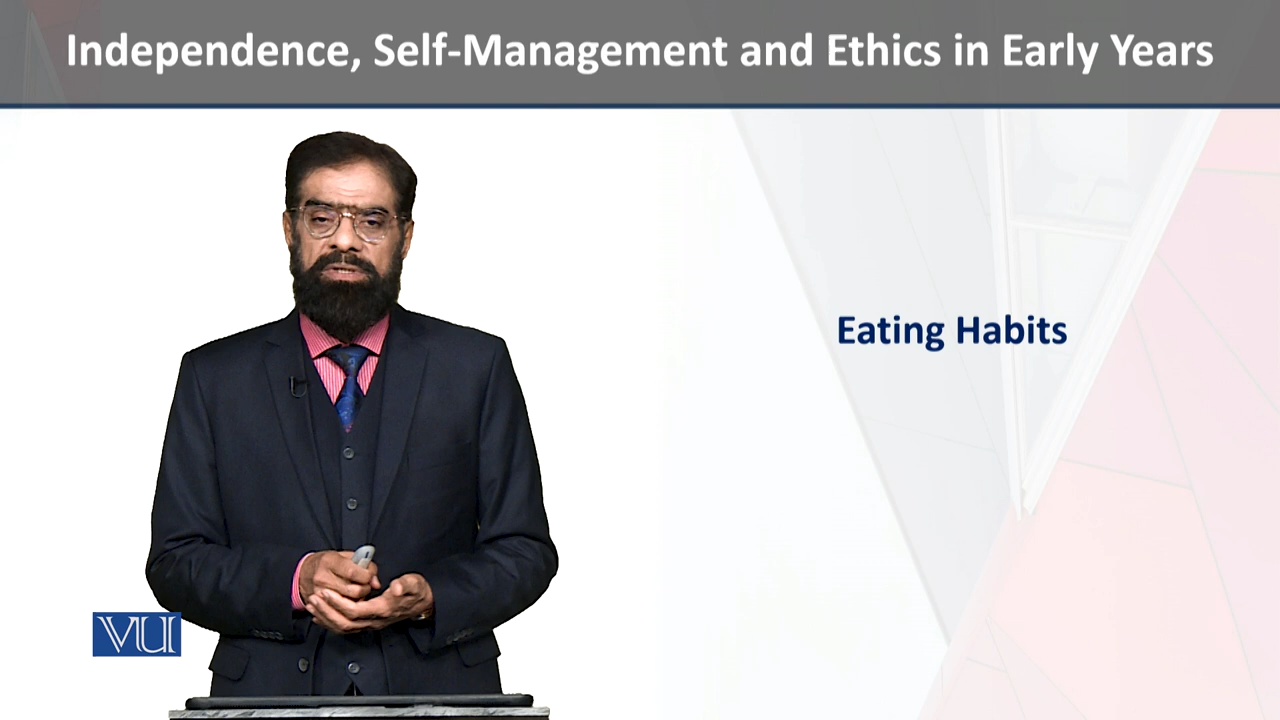 Independence, Self-Management and Ethics in Early Years
Eating Habits
VU